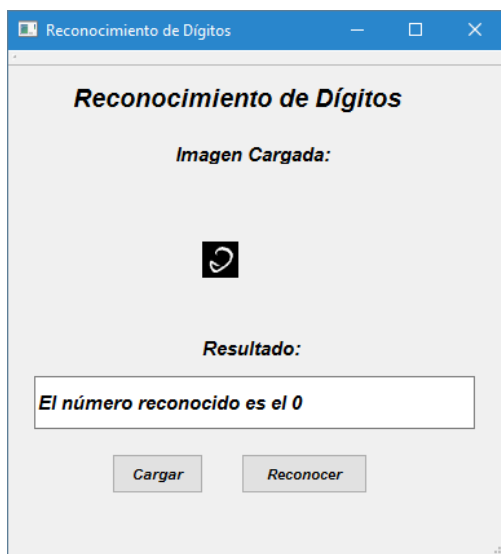 Reconocimiento de Dígitos
Reconocimiento de Dígitos
Imagen Cargada:
Resultado:
El número reconocido es el 0
Cargar Reconocer